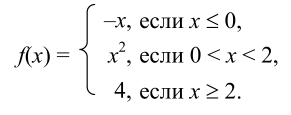 –x, если x ≤ 0,
f(x) = x², если 0 < x < 2,
4, если x ≥ 2.